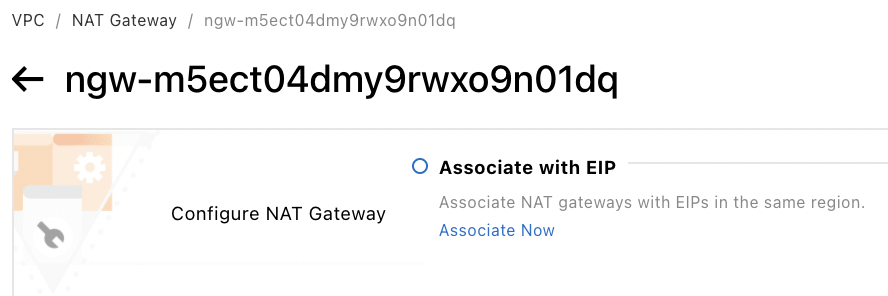 VPC / NAT Gateway / ngw-m5ect04dmy9rwxo9n01dq
ngw-m5ect04dmy9rwxo9n01dq
Configure NAT Gateway
Associate with EIP
Associate NAT gateways with EIPs in the same region.
Associate Now